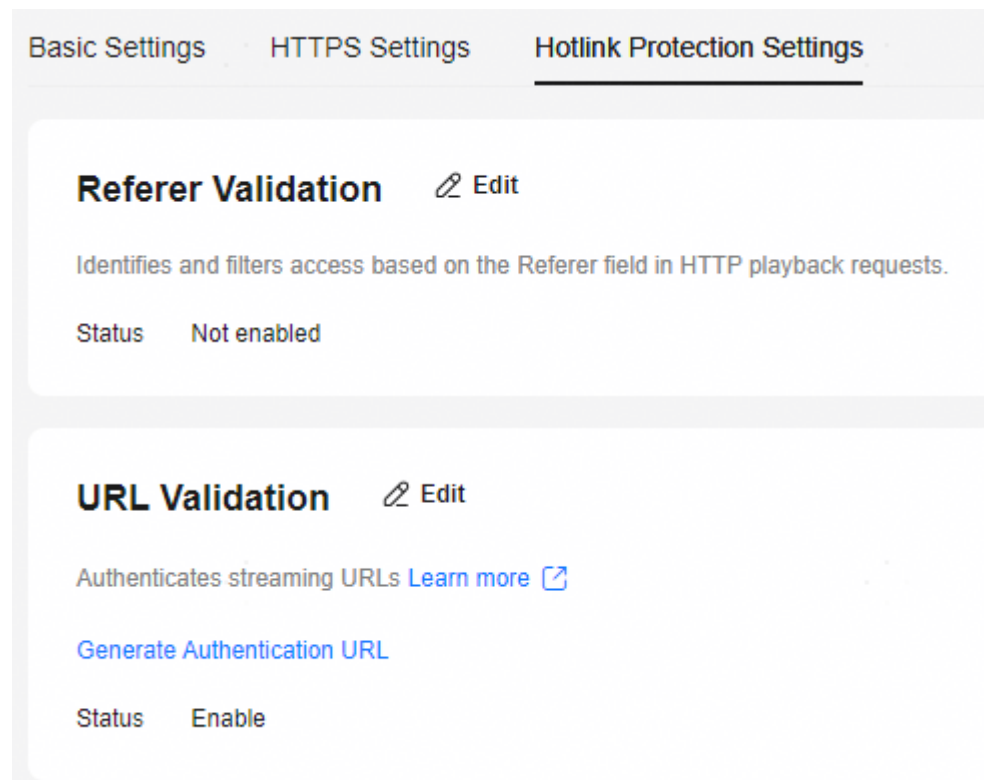 Basic Settings HTTPS Settings Hotlink Protection Settings
Referer Validation Edit
Identifies and filters access based on the Referer field in HTTP playback requests.
Status Not enabled
URL Validation Edit
Authenticates streaming URLs Learn more
Generate Authentication URL
Status Enable